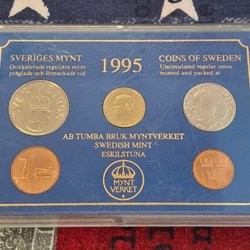 SVERIGES MYNT
Ocirkulerade reguljära mynt
präglade och förpackade vid
1995
COINS OF SWEDEN
Uncirculated regular coins
minted and packed at
AB TUMBA BRUK MYNTVERKET
SWEDISH MINT
ESKILSTUNA
MYNT
VERKET